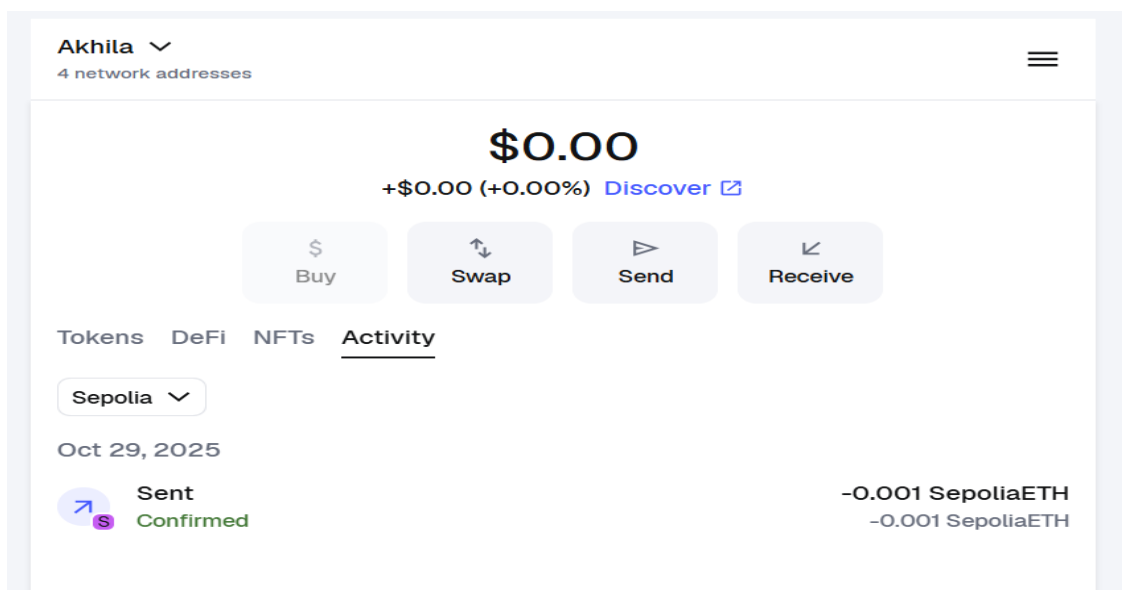 Akhila
4 network addresses
$0.00
+$0.00 (+0.00%) Discover
$
Buy
Swap
Send
Receive
Tokens DeFi NFTs Activity
Sepolia
Oct 29, 2025
Sent
-0.001 SepoliaETH
S
Confirmed
-0.001 SepoliaETH